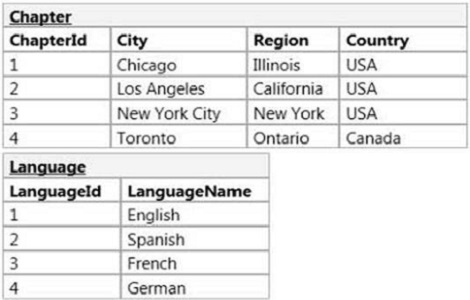 Chapter
ChapterId City Region Country
1 Chicago Illinois USA
2 Los Angeles California USA
3 New York City New York USA
4 Toronto Ontario Canada
Language
LanguageId LanguageName
1 English
2 Spanish
3 French
4 German